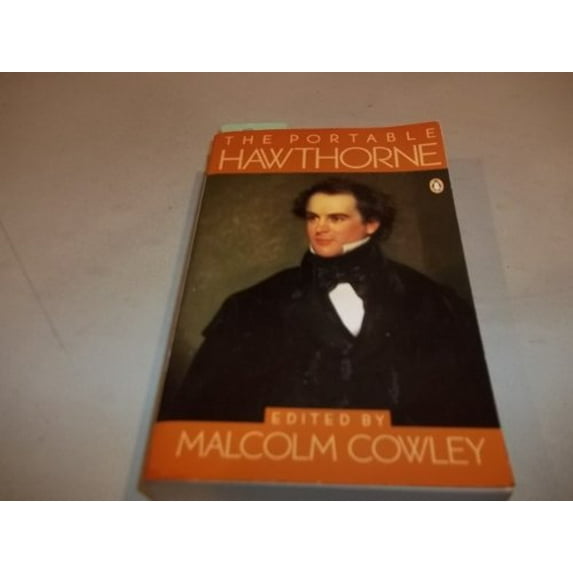 THE PORTABLE
HAWTHORNE
EDITED BY
MALCOLM COWLEY